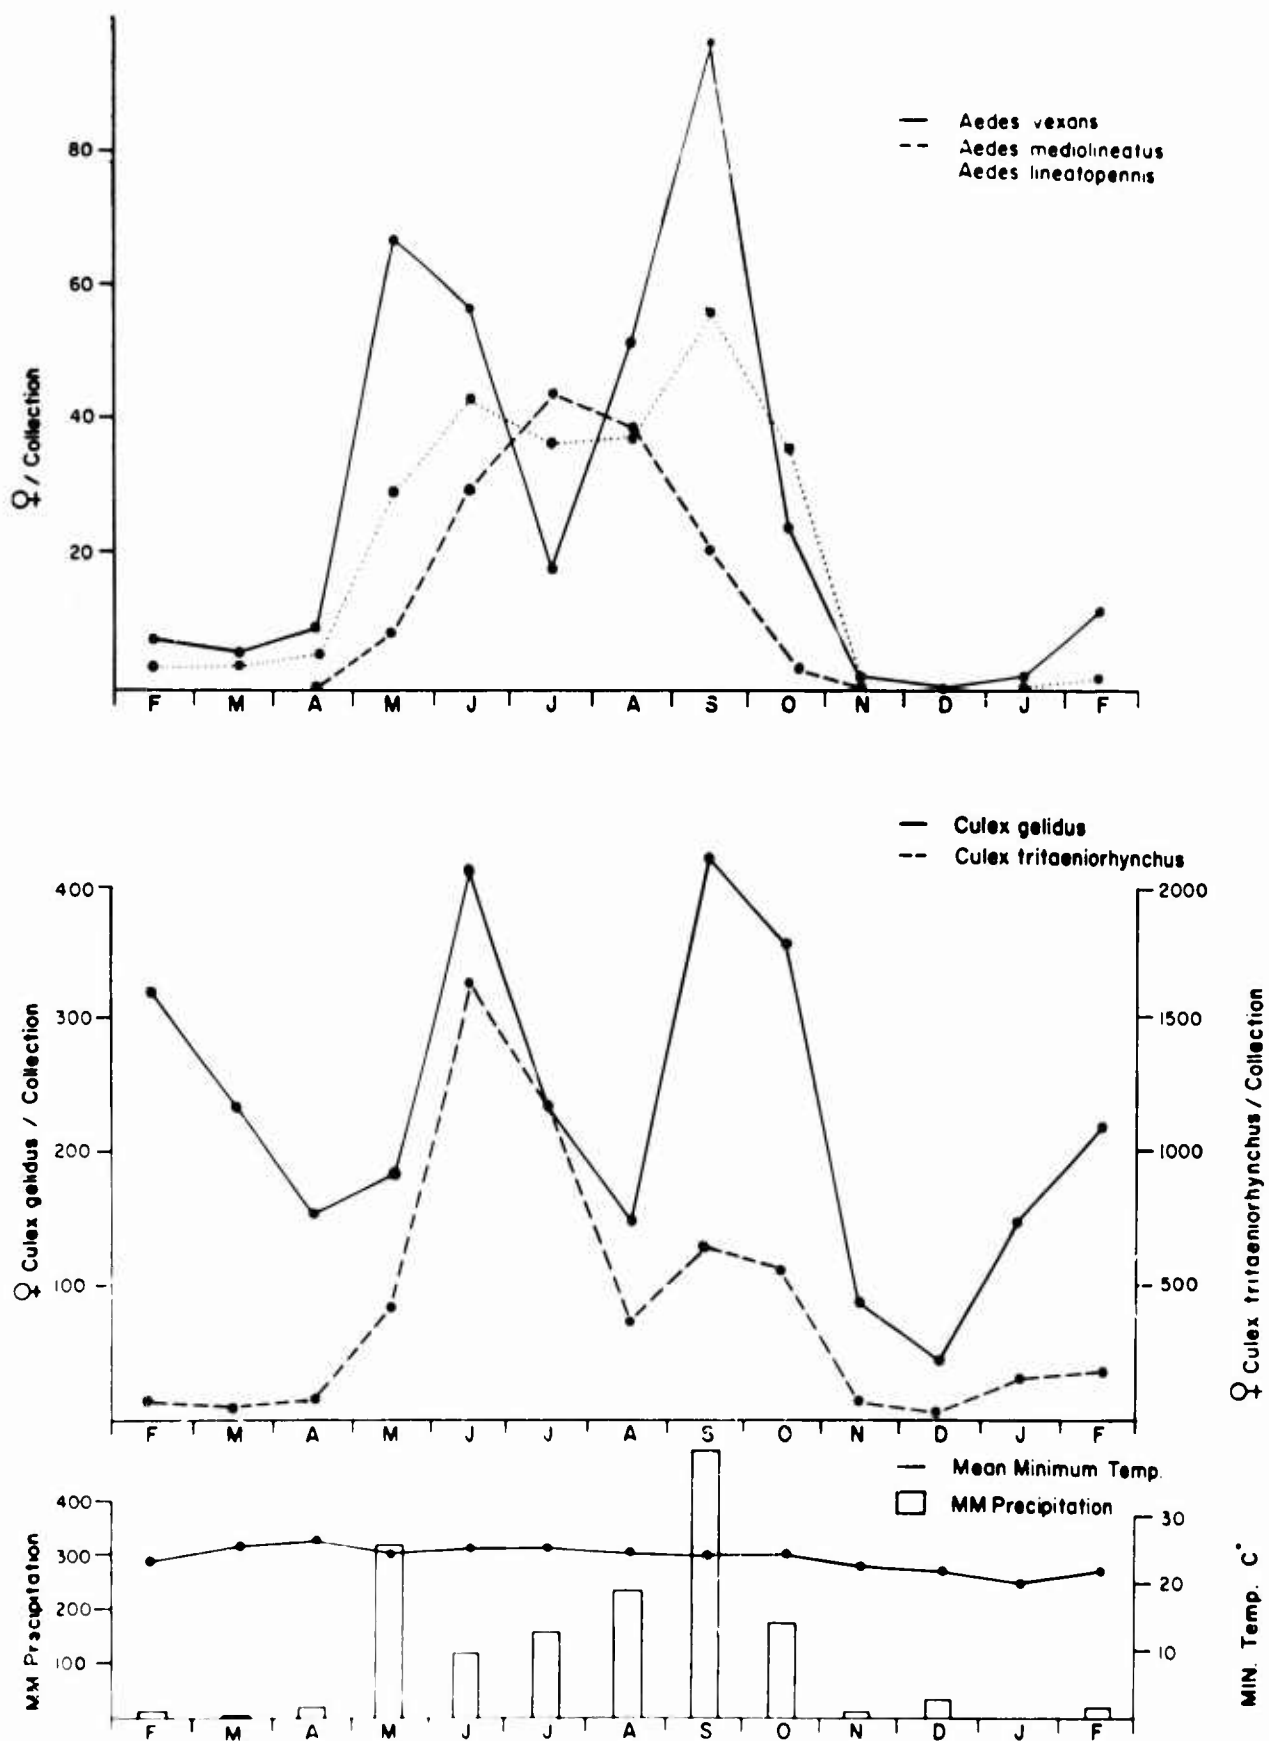 Aedes vexans
80
Aedes mediolineatus
Aedes lineatopennis
60
40
♀ / Collection
20
F M A M J J A S O N D J F
Culex gelidus
Culex tritaeniorhynchus
400
2000
300
1500
200
1000
100
500
♀ Culex gelidus / Collection
♀ Culex tritaeniorhynchus / Collection
F M A M J J A S O N D J F
Mean Minimum Temp.
MM Precipitation
400
30
300
20
200
100
10
MM Precipitation
MIN. Temp. C°
F M A M J J A S O N D J F